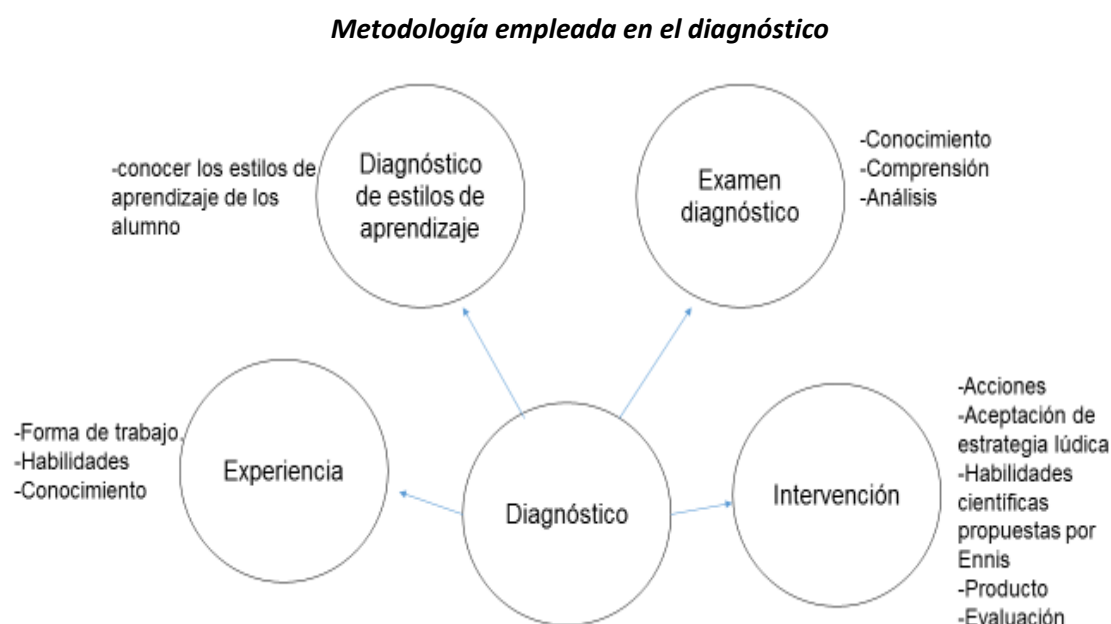 Metodología empleada en el diagnóstico
-conocer los estilos de
aprendizaje de los
alumno
Diagnóstico
de estilos de
aprendizaje
Examen
diagnóstico
-Conocimiento
-Comprensión
-Análisis
-Forma de trabajo.
-Habilidades
-Conocimiento
Experiencia
Diagnóstico
Intervención
-Acciones
-Aceptación de
estrategia lúdica
-Habilidades
científicas
propuestas por
Ennis
-Producto
-Evaluación